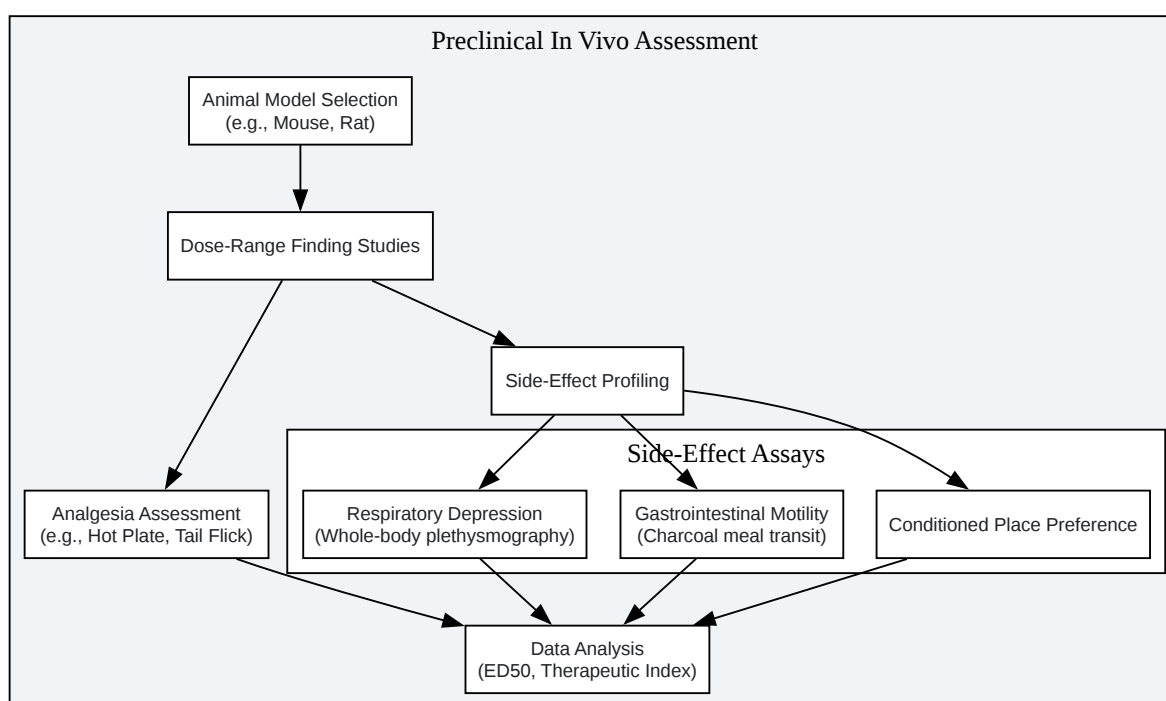 Preclinical In Vivo Assessment
Animal Model Selection
(e.g., Mouse, Rat)
Dose-Range Finding Studies
Side-Effect Profiling
Side-Effect Assays
Analgesia Assessment
(e.g., Hot Plate, Tail Flick)
Respiratory Depression
(Whole-body plethysmography)
Gastrointestinal Motility
(Charcoal meal transit)
Conditioned Place Preference
Data Analysis
(ED50, Therapeutic Index)